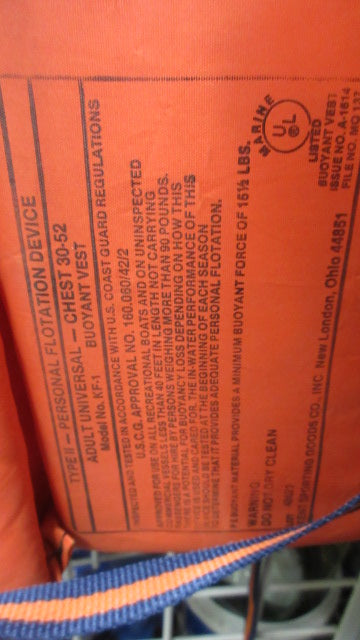 TYPE II — PERSONAL FLOTATION DEVICE
ADULT UNIVERSAL — CHEST 30-52
BUOYANT VEST
Model No. KF-1
INSPECTED AND TESTED IN ACCORDANCE WITH U.S. COAST GUARD REGULATIONS
U.S.C.G. APPROVAL NO. 160.060/42/2
APPROVED FOR USE ON ALL RECREATIONAL BOATS AND ON UNINSPECTED
COMMERCIAL VESSELS LESS THAN 40 FEET IN LENGTH NOT CARRYING
PASSENGERS FOR HIRE BY PERSONS WEIGHING MORE THAN 90 POUNDS.
THERE IS A POTENTIAL FOR BUOYANCY LOSS DEPENDING ON HOW THIS
USED AND CARED FOR. THE IN-WATER PERFORMANCE OF THIS
DEVICE SHOULD BE TESTED AT THE BEGINNING OF EACH SEASON
TO DETERMINE THAT IT PROVIDES ADEQUATE PERSONAL FLOTATION.
BUOYANT MATERIAL PROVIDES A MINIMUM BUOYANT FORCE OF 15½ LBS.
WARNING:
DO NOT DRY CLEAN
LOT
SPORTING GOODS CO., INC. New London, Ohio 44851
MARINE
UL
LISTED
BUOYANT VEST
ISSUE NO. A-1614